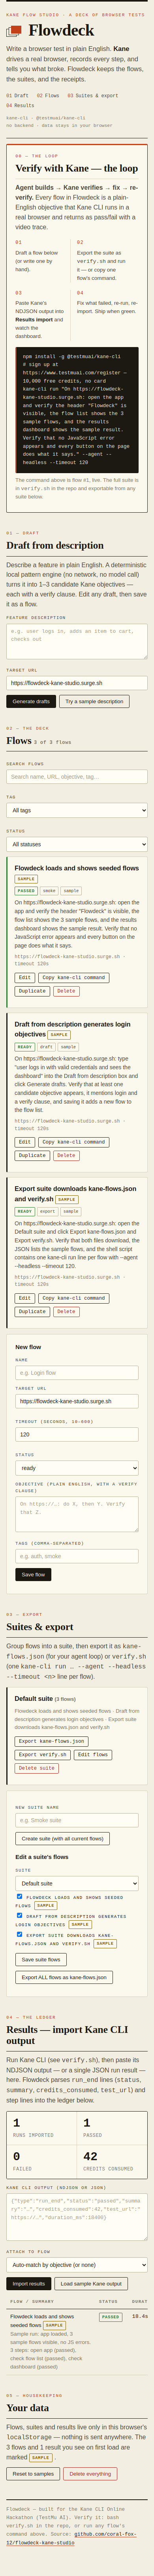 KANE FLOW STUDIO · A DECK OF BROWSER TESTS
Flowdeck
Write a browser test in plain English. Kane
drives a real browser, records every step, and
tells you what broke. Flowdeck keeps the flows,
the suites, and the receipts.
01 Draft 02 Flows 03 Suites & export
04 Results
kane-cli · @testmuai/kane-cli
no backend · data stays in your browser
00 — THE LOOP
Verify with Kane — the loop
Agent builds → Kane verifies → fix → re-
verify. Every flow in Flowdeck is a plain-
English objective that Kane CLI runs in a
real browser and returns as pass/fail with a
video trace.
01
Draft a flow below
(or write one by
hand).
02
Export the suite as
verify.sh and run
it — or copy one
flow's command.
03
Paste Kane's
NDJSON output into
Results import and
watch the
dashboard.
04
Fix what failed, re-run, re-
import. Ship when green.
npm install -g @testmuai/kane-cli
# sign up at
https://www.testmuai.com/register —
10,000 free credits, no card
kane-cli run "On https://flowdeck-
kane-studio.surge.sh: open the app
and verify the header "Flowdeck" is
visible, the flow list shows the 3
sample flows, and the results
dashboard shows the sample result.
Verify that no JavaScript error
appears and every button on the page
does what it says." --agent --
headless --timeout 120
The command above is flow #1, live. The full suite is
in verify.sh in the repo and exportable from any
suite below.
01 — DRAFT
Draft from description
Describe a feature in plain English. A deterministic
local pattern engine (no network, no model call)
turns it into 1–3 candidate Kane objectives — each
with a verify clause. Edit any draft, then save
it as a flow.
FEATURE DESCRIPTION
e.g. user logs in, adds an item to cart,
checks out
TARGET URL
https://flowdeck-kane-studio.surge.sh
Generate drafts Try a sample description
02 — THE DECK
Flows 3 of 3 flows
SEARCH FLOWS
Search name, URL, objective, tag…
TAG
All tags
STATUS
All statuses
Flowdeck loads and shows seeded flows
SAMPLE
PASSED smoke sample
On https://flowdeck-kane-studio.surge.sh: open the
app and verify the header "Flowdeck" is visible, the
flow list shows the 3 sample flows, and the results
dashboard shows the sample result. Verify that no
JavaScript error appears and every button on the
page does what it says.
https://flowdeck-kane-studio.surge.sh ·
timeout 120s
Edit Copy kane-cli command
Duplicate Delete
Draft from description generates login
objectives SAMPLE
READY draft sample
On https://flowdeck-kane-studio.surge.sh: type
"user logs in with valid credentials and sees
dashboard" into the Draft from description box and
click Generate drafts. Verify that at least one
candidate objective appears, it mentions login and
a verify clause, and saving it adds a new flow to
the flow list.
https://flowdeck-kane-studio.surge.sh ·
timeout 120s
Edit Copy kane-cli command
Duplicate Delete
Export suite downloads kane-flows.json
and verify.sh SAMPLE
READY export sample
On https://flowdeck-kane-studio.surge.sh: open the
Default suite and click Export kane-flows.json and
Export verify.sh. Verify that both files download, the
JSON lists the sample flows, and the shell script
contains one kane-cli run line per flow with --agent
--headless --timeout 120.
https://flowdeck-kane-studio.surge.sh ·
timeout 120s
Edit Copy kane-cli command
Duplicate Delete
New flow
NAME
e.g. Login flow
TARGET URL
https://flowdeck-kane-studio.surge.sh
TIMEOUT (SECONDS, 10–600)
120
STATUS
ready
OBJECTIVE (PLAIN ENGLISH, WITH A VERIFY
CLAUSE)
On https://…: do X, then Y. Verify
that Z.
TAGS (COMMA-SEPARATED)
e.g. auth, smoke
Save flow
03 — EXPORT
Suites & export
Group flows into a suite, then export it as kane-
flows.json (for your agent loop) or verify.sh
(one kane-cli run … --agent --headless
--timeout <n> line per flow).
Default suite (3 flows)
Flowdeck loads and shows seeded flows · Draft from
description generates login objectives · Export suite
downloads kane-flows.json and verify.sh
Export kane-flows.json
Export verify.sh Edit flows
Delete suite
NEW SUITE NAME
e.g. Smoke suite
Create suite (with all current flows)
Edit a suite's flows
SUITE
Default suite
FLOWDECK LOADS AND SHOWS SEEDED
FLOWS SAMPLE
DRAFT FROM DESCRIPTION GENERATES
LOGIN OBJECTIVES SAMPLE
EXPORT SUITE DOWNLOADS KANE-
FLOWS.JSON AND VERIFY.SH SAMPLE
Save suite flows
Export ALL flows as kane-flows.json
04 — THE LEDGER
Results — import Kane CLI
output
Run Kane CLI (see verify.sh), then paste its
NDJSON output — or a single JSON run result —
here. Flowdeck parses run_end lines (status,
summary, credits_consumed, test_url) and
step lines into the ledger below.
1
RUNS IMPORTED
1
PASSED
0
FAILED
42
CREDITS CONSUMED
KANE CLI OUTPUT (NDJSON OR JSON)
{"type":"run_end","status":"passed","summa
ry":"…","credits_consumed":42,"test_url":"
https://…","duration_ms":18400}
ATTACH TO FLOW
Auto-match by objective (or none)
Import results Load sample Kane output
FLOW / SUMMARY STATUS DURAT
Flowdeck loads and shows
seeded flows SAMPLE
Sample run: app loaded, 3
sample flows visible, no JS errors.
3 steps: open app (passed),
check flow list (passed), check
dashboard (passed)
PASSED 18.4s
05 — HOUSEKEEPING
Your data
Flows, suites and results live only in this browser's
localStorage — nothing is sent anywhere. The
3 flows and 1 result you see on first load are
marked SAMPLE .
Reset to samples Delete everything
Flowdeck — built for the Kane CLI Online
Hackathon (TestMu AI). Verify it: bash
verify.sh in the repo, or run any flow's
command above. Source: github.com/coral-fox-
12/flowdeck-kane-studio